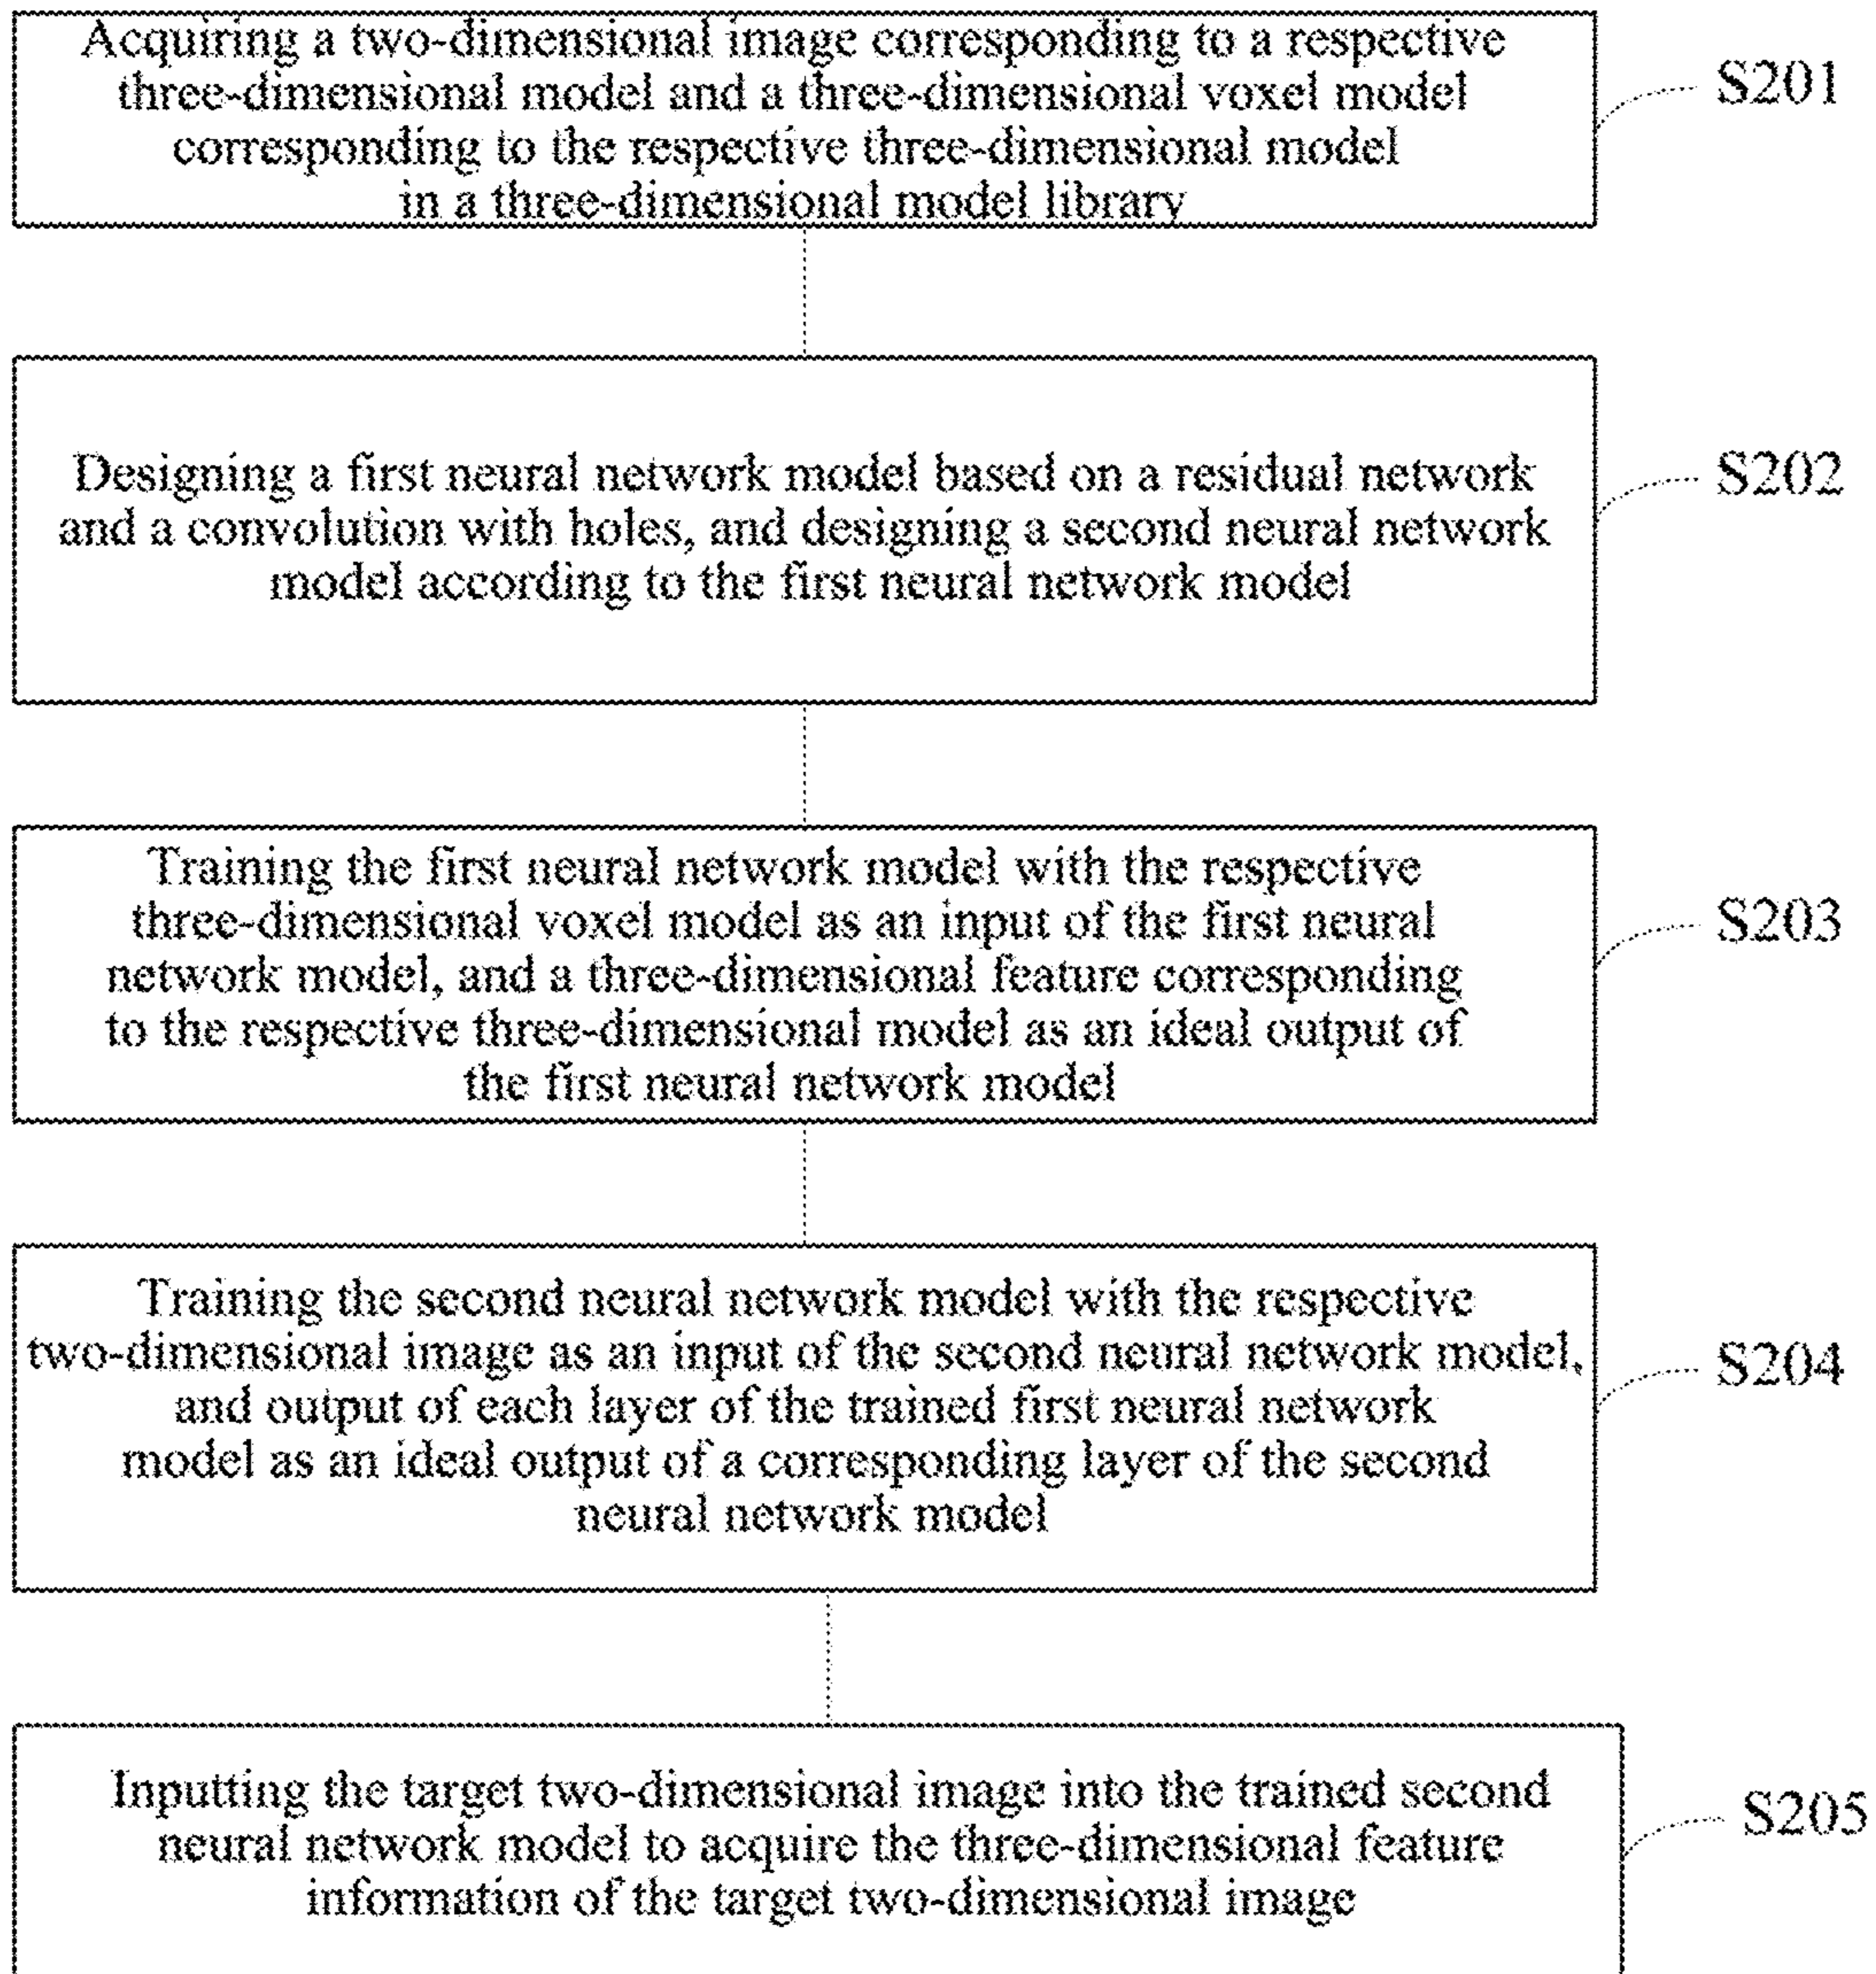 Acquiring a two-dimensional image corresponding to a respective
three-dimensional model and a three-dimensional voxel model
corresponding to the respective three-dimensional model
in a three-dimensional model library
S201
Designing a first neural network model based on a residual network
and a convolution with holes, and designing a second neural network
model according to the first neural network model
S202
Training the first neural network model with the respective
three-dimensional voxel model as an input of the first neural
network model, and a three-dimensional feature corresponding
to the respective three-dimensional model as an ideal output of
the first neural network model
S203
Training the second neural network model with the respective
two-dimensional image as an input of the second neural network model,
and output of each layer of the trained first neural network
model as an ideal output of a corresponding layer of the second
neural network model
S204
Inputting the target two-dimensional image into the trained second
neural network model to acquire the three-dimensional feature
information of the target two-dimensional image
S205